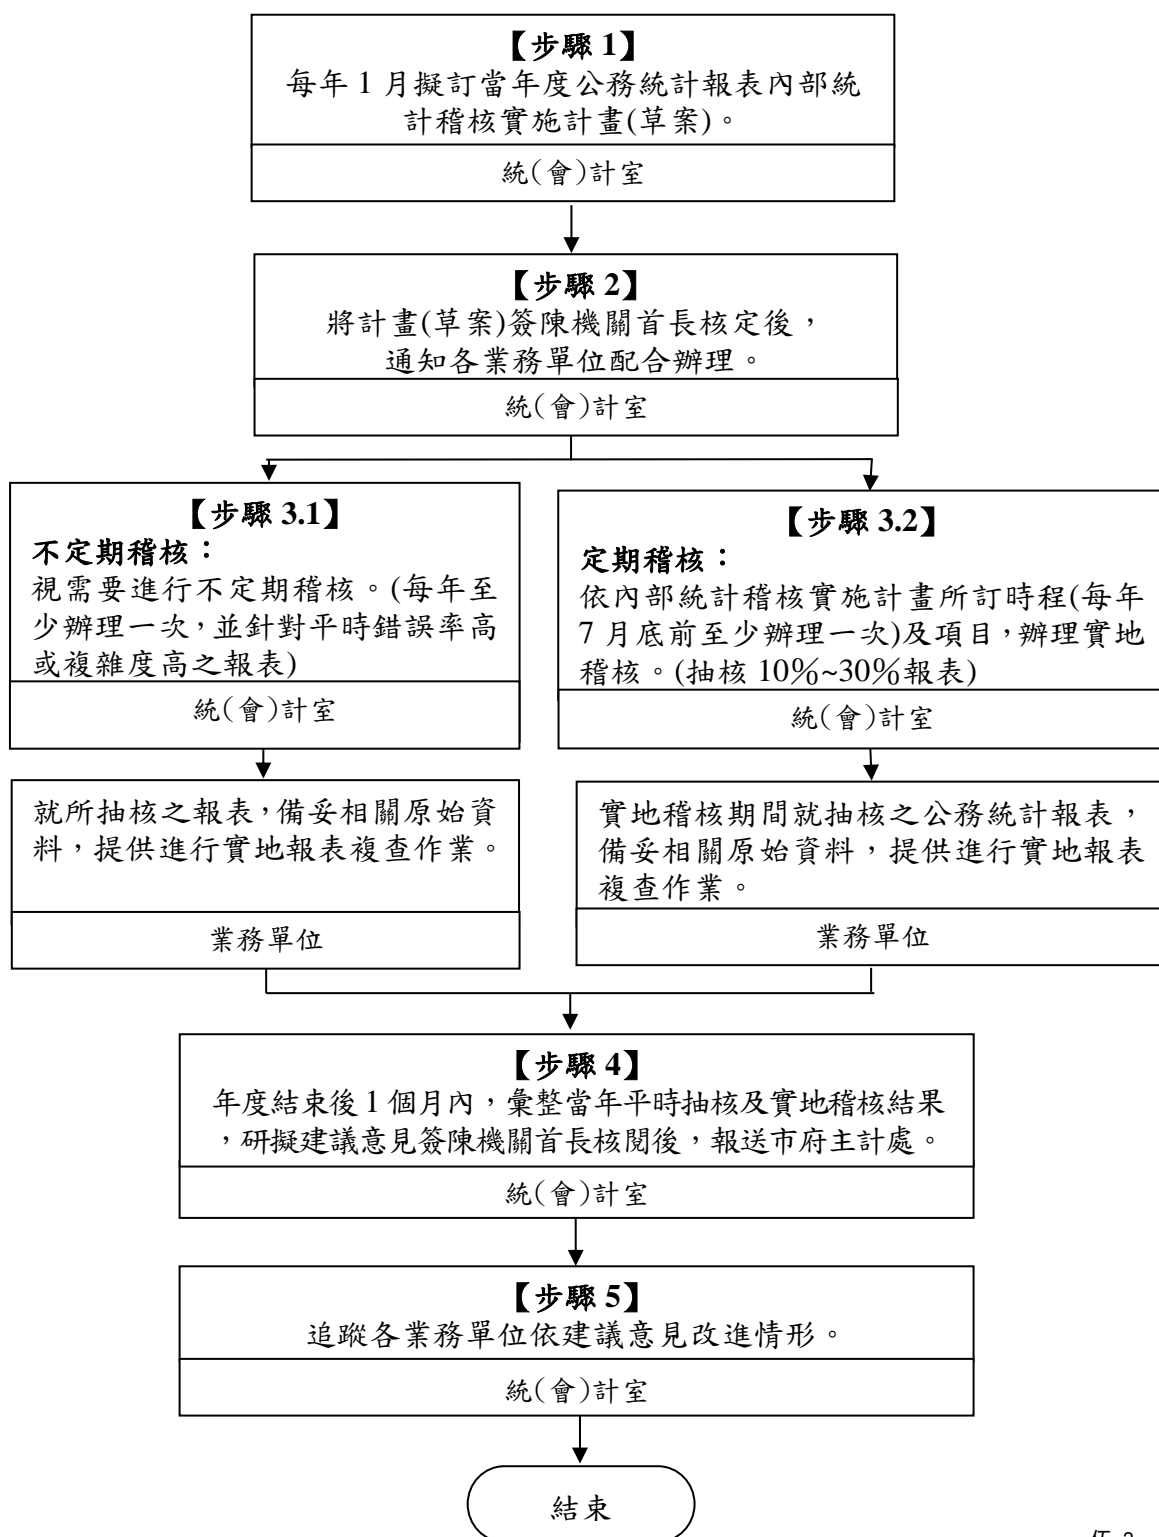 【步驟 1】
每年 1 月擬訂當年度公務統計報表內部統
計稽核實施計畫(草案)。
統(會)計室
【步驟 2】
將計畫(草案)簽陳機關首長核定後，
通知各業務單位配合辦理。
統(會)計室
【步驟 3.1】
不定期稽核：
視需要進行不定期稽核。(每年至
少辦理一次，並針對平時錯誤率高
或複雜度高之報表)
統(會)計室
就所抽核之報表，備妥相關原始資
料，提供進行實地報表複查作業。
業務單位
【步驟 3.2】
定期稽核：
依內部統計稽核實施計畫所訂時程(每年
7 月底前至少辦理一次)及項目，辦理實地
稽核。(抽核 10%~30%報表)
統(會)計室
實地稽核期間就抽核之公務統計報表，
備妥相關原始資料，提供進行實地報表
複查作業。
業務單位
【步驟 4】
年度結束後 1 個月內，彙整當年平時抽核及實地稽核結果
，研擬建議意見簽陳機關首長核閱後，報送市府主計處。
統(會)計室
【步驟 5】
追蹤各業務單位依建議意見改進情形。
統(會)計室
結束